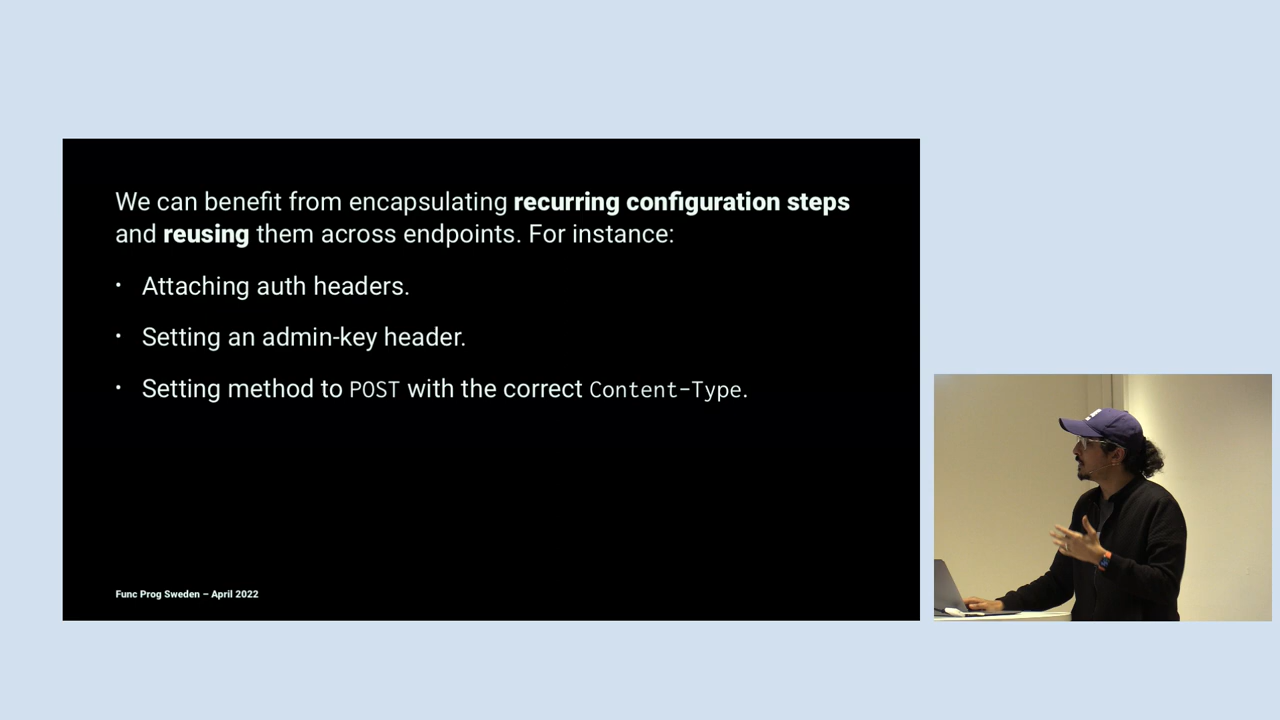 We can benefit from encapsulating recurring configuration steps
and reusing them across endpoints. For instance:
• Attaching auth headers.
• Setting an admin-key header.
• Setting method to POST with the correct Content-Type.
Func Prog Sweden – April 2022